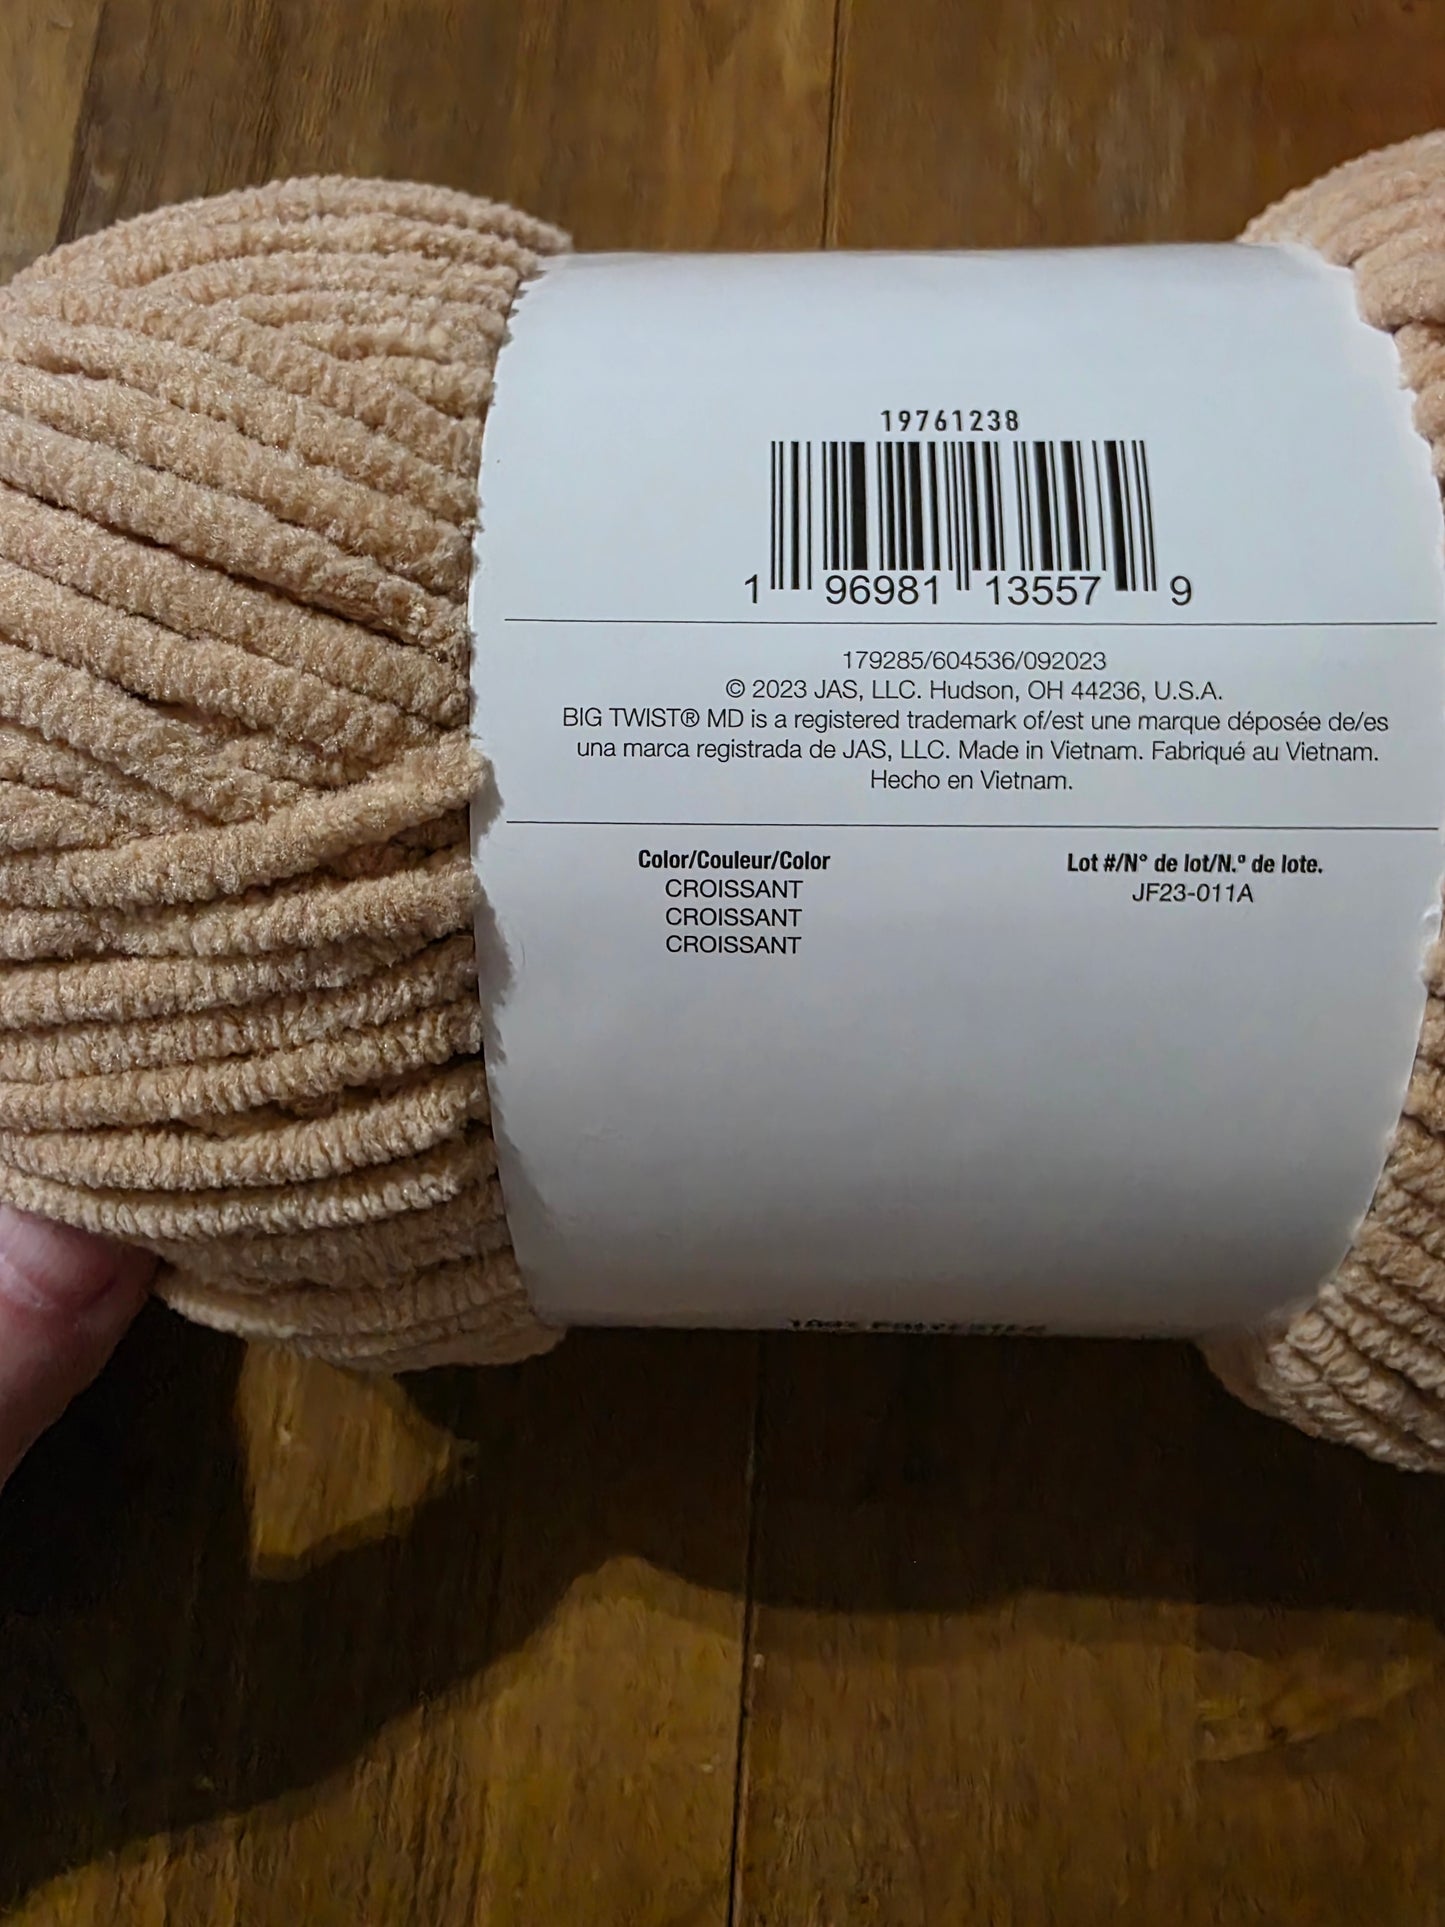 19761238
1 96981 13557 9
179285/604536/092023
© 2023 JAS, LLC. Hudson, OH 44236, U.S.A.
BIG TWIST® MD is a registered trademark of/est une marque déposée de/es
una marca registrada de JAS, LLC. Made in Vietnam. Fabriqué au Vietnam.
Hecho en Vietnam.
Color/Couleur/Color
CROISSANT
CROISSANT
CROISSANT
Lot #/N° de lot/N.º de lote.
JF23-011A